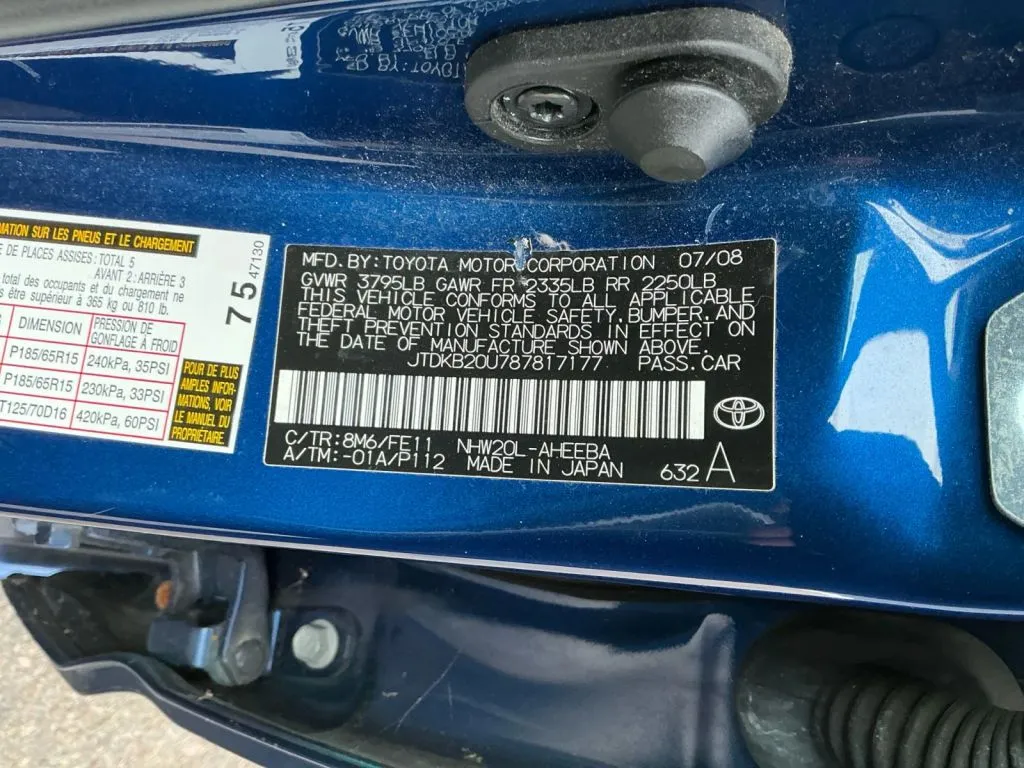 MATION SUR LES PNEUS ET LE CHARGEMENT
E DE PLACES ASSISES: TOTAL 5
AVANT 2: ARRIÈRE 3
total des occupants et du chargement ne
être supérieur à 365 kg ou 810 lb.
DIMENSION PRESSION DE GONFLAGE À FROID
P185/65R15 240kPa, 35PSI
P185/65R15 230kPa, 33PSI
T125/70D16 420kPa, 60PSI
POUR DE PLUS
AMPLES INFOR-
MATIONS, VOIR
LE MANUEL DU
PROPRIÉTAIRE
75 47130
MFD. BY: TOYOTA MOTOR CORPORATION 07/08
GVWR 3795LB GAWR FR 2335LB RR 2250LB
THIS VEHICLE CONFORMS TO ALL APPLICABLE
FEDERAL MOTOR VEHICLE SAFETY, BUMPER, AND
THEFT PREVENTION STANDARDS IN EFFECT ON
THE DATE OF MANUFACTURE SHOWN ABOVE.
JTDKB20U787817177 PASS. CAR
C/TR: 8M6/FE11 NHW20L-AHEEBA
A/TM: -01A/P112 MADE IN JAPAN 632 A